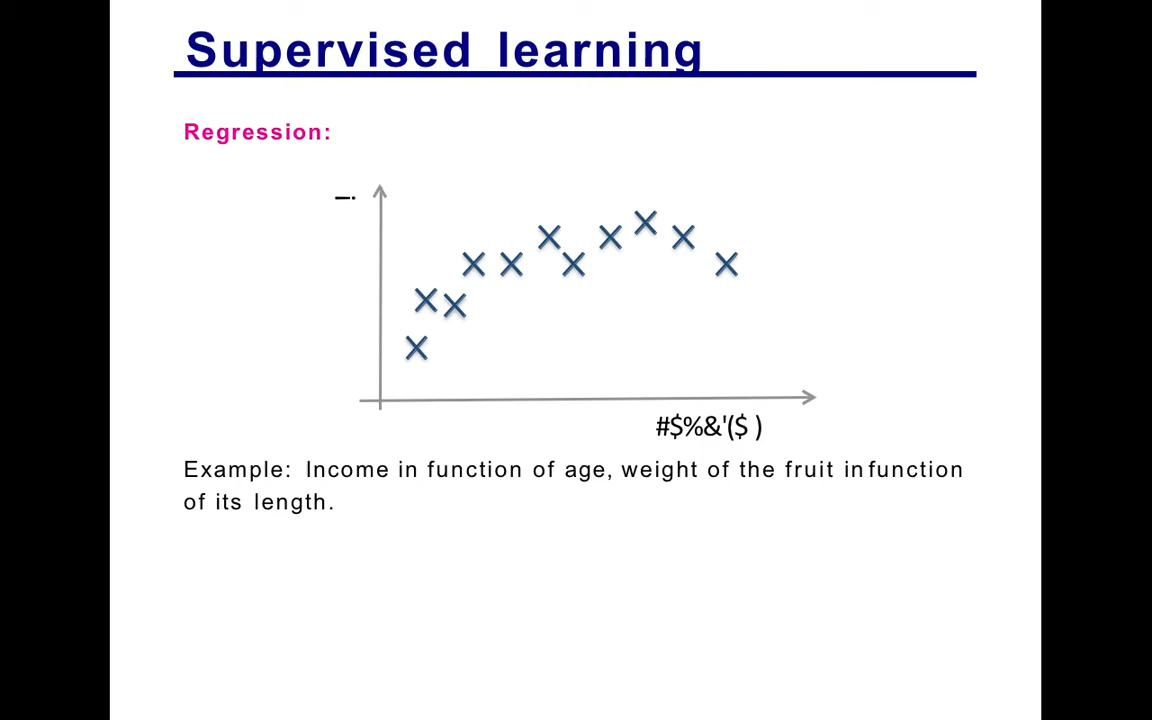 Supervised learning
Regression:
#$%&'($ )
Example: Income in function of age, weight of the fruit in function
of its length.